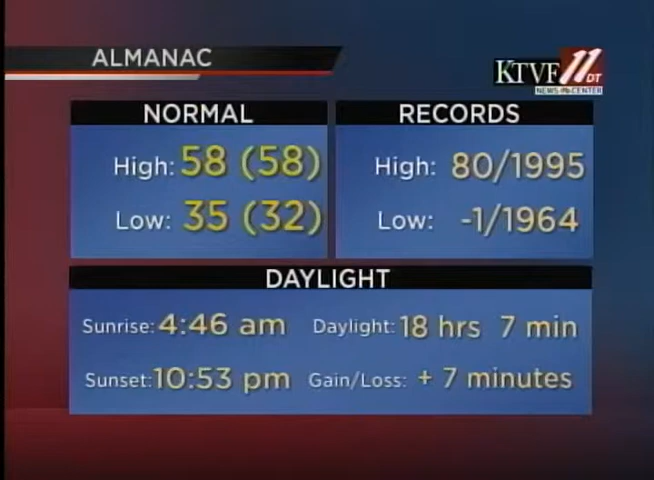 ALMANAC
KTVF 11 DT
NEWS CENTER
NORMAL
High: 58 (58)
Low: 35 (32)
RECORDS
High: 80/1995
Low: -1/1964
DAYLIGHT
Sunrise: 4:46 am Daylight: 18 hrs 7 min
Sunset: 10:53 pm Gain/Loss: + 7 minutes